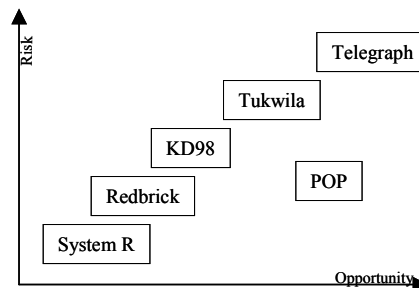 Risk
Telegraph
Tukwila
KD98
POP
Redbrick
System R
Opportunity